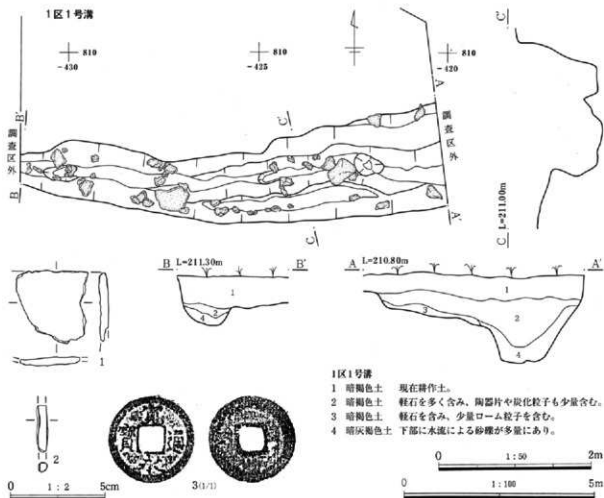 1区1号溝
810
-430
810
-425
810
-420
A
B'
調査区外
B
C'
C
調査区外
A'
C'
L=211.00m
C
B L=211.30m B'
1
2
4
A L=210.80m A'
1
2
3
4
1
2
3(1/1)
0 1:2 5cm
1区1号溝
1 暗褐色土 現在耕作土。
2 暗褐色土 軽石を多く含み、陶器片や炭化粒子も少量含む。
3 暗褐色土 軽石を含み、少量ローム粒子を含む。
4 暗灰褐色土 下部に水流による砂礫が多量にあり。
0 1:50 2m
0 1:100 5m